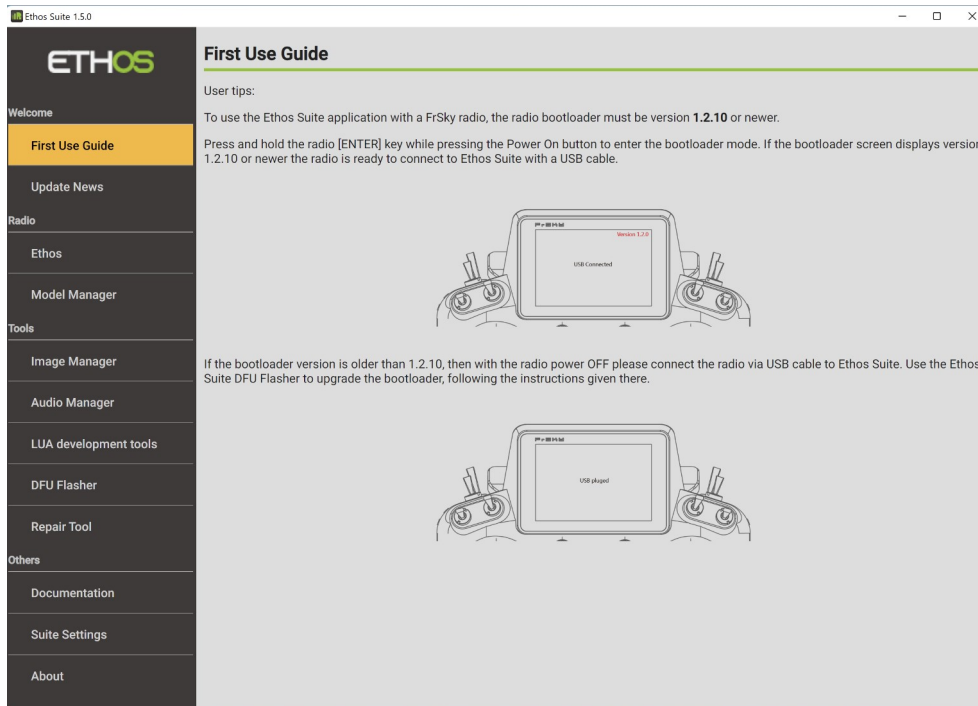 Ethos Suite 1.5.0
ETHOS
Welcome
First Use Guide
Update News
Radio
Ethos
Model Manager
Tools
Image Manager
Audio Manager
LUA development tools
DFU Flasher
Repair Tool
Others
Documentation
Suite Settings
About
First Use Guide
User tips:
To use the Ethos Suite application with a FrSky radio, the radio bootloader must be version 1.2.10 or newer.
Press and hold the radio [ENTER] key while pressing the Power On button to enter the bootloader mode. If the bootloader screen displays version
1.2.10 or newer the radio is ready to connect to Ethos Suite with a USB cable.
FrSKY
Version 1.2.0
USB Connected
If the bootloader version is older than 1.2.10, then with the radio power OFF please connect the radio via USB cable to Ethos Suite. Use the Ethos
Suite DFU Flasher to upgrade the bootloader, following the instructions given there.
FrSKY
USB pluged